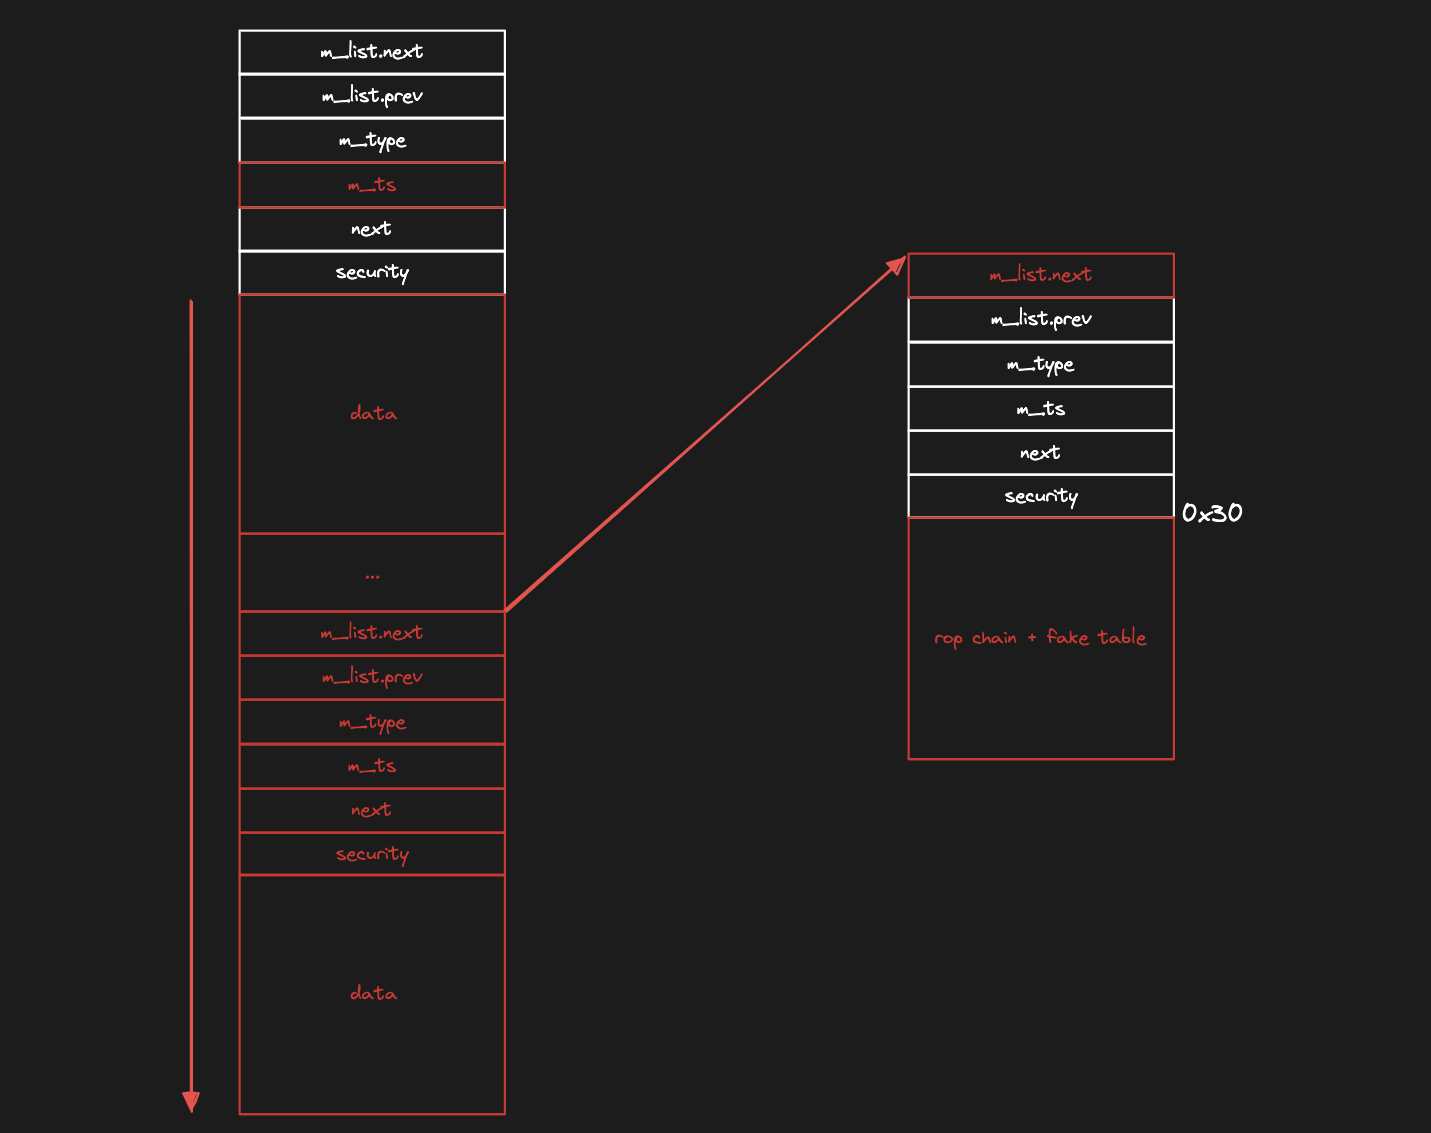 m_list.next
m_list.prev
m_type
m_ts
next
security
data
...
m_list.next
m_list.prev
m_type
m_ts
next
security
data
m_list.next
m_list.prev
m_type
m_ts
next
security
0x30
rop chain + fake table